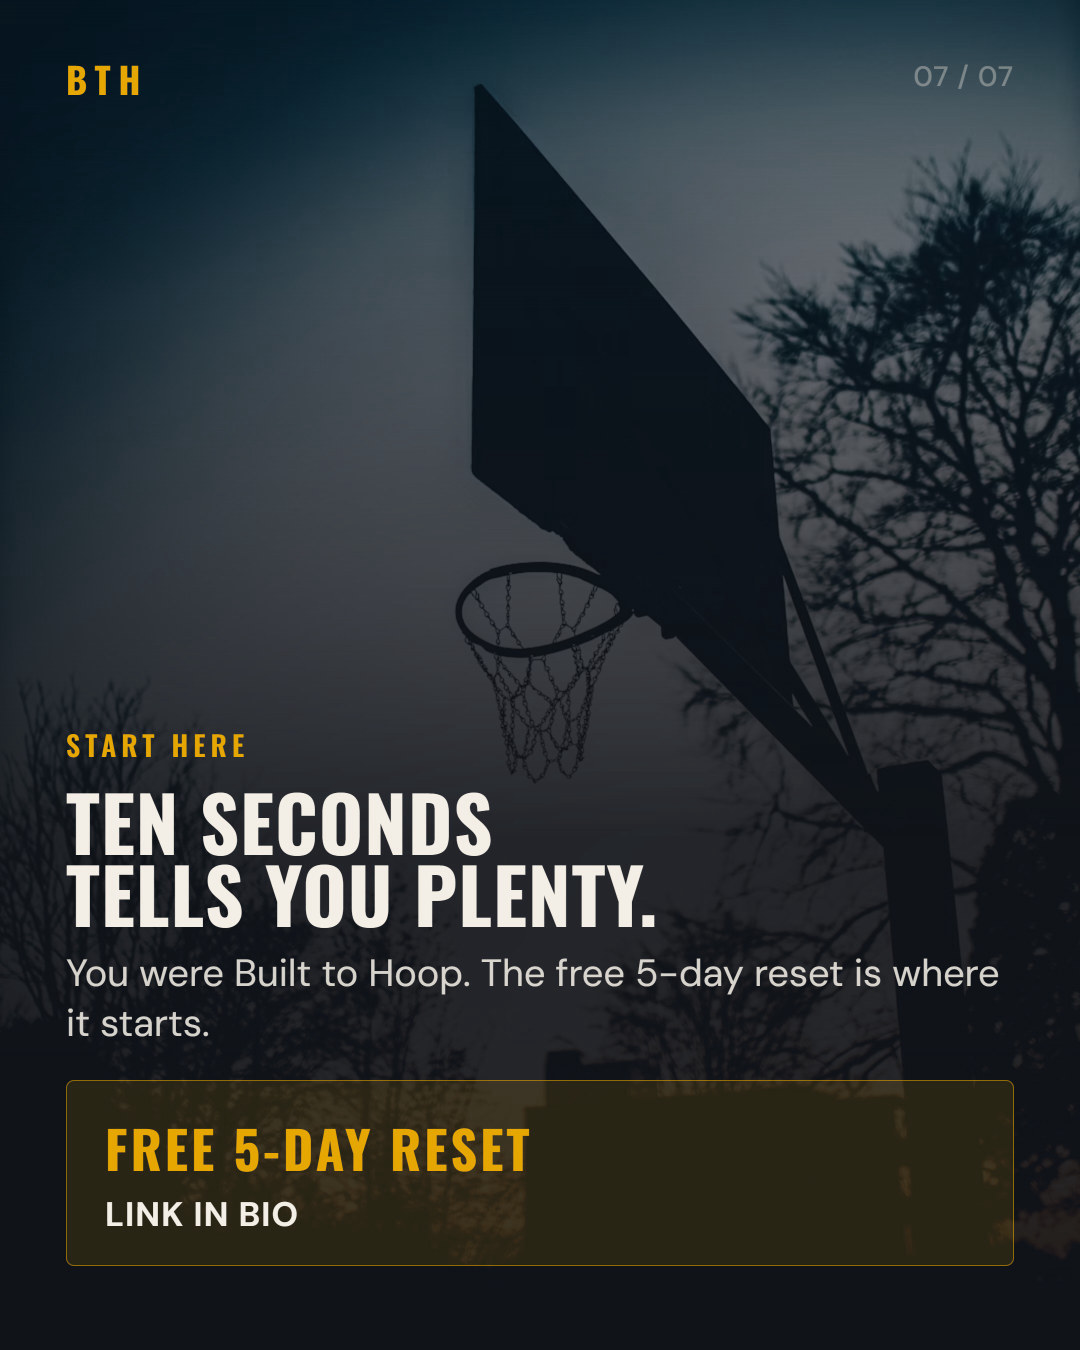 BTH
07 / 07
START HERE
TEN SECONDS
TELLS YOU PLENTY.
You were Built to Hoop. The free 5-day reset is where
it starts.
FREE 5-DAY RESET
LINK IN BIO